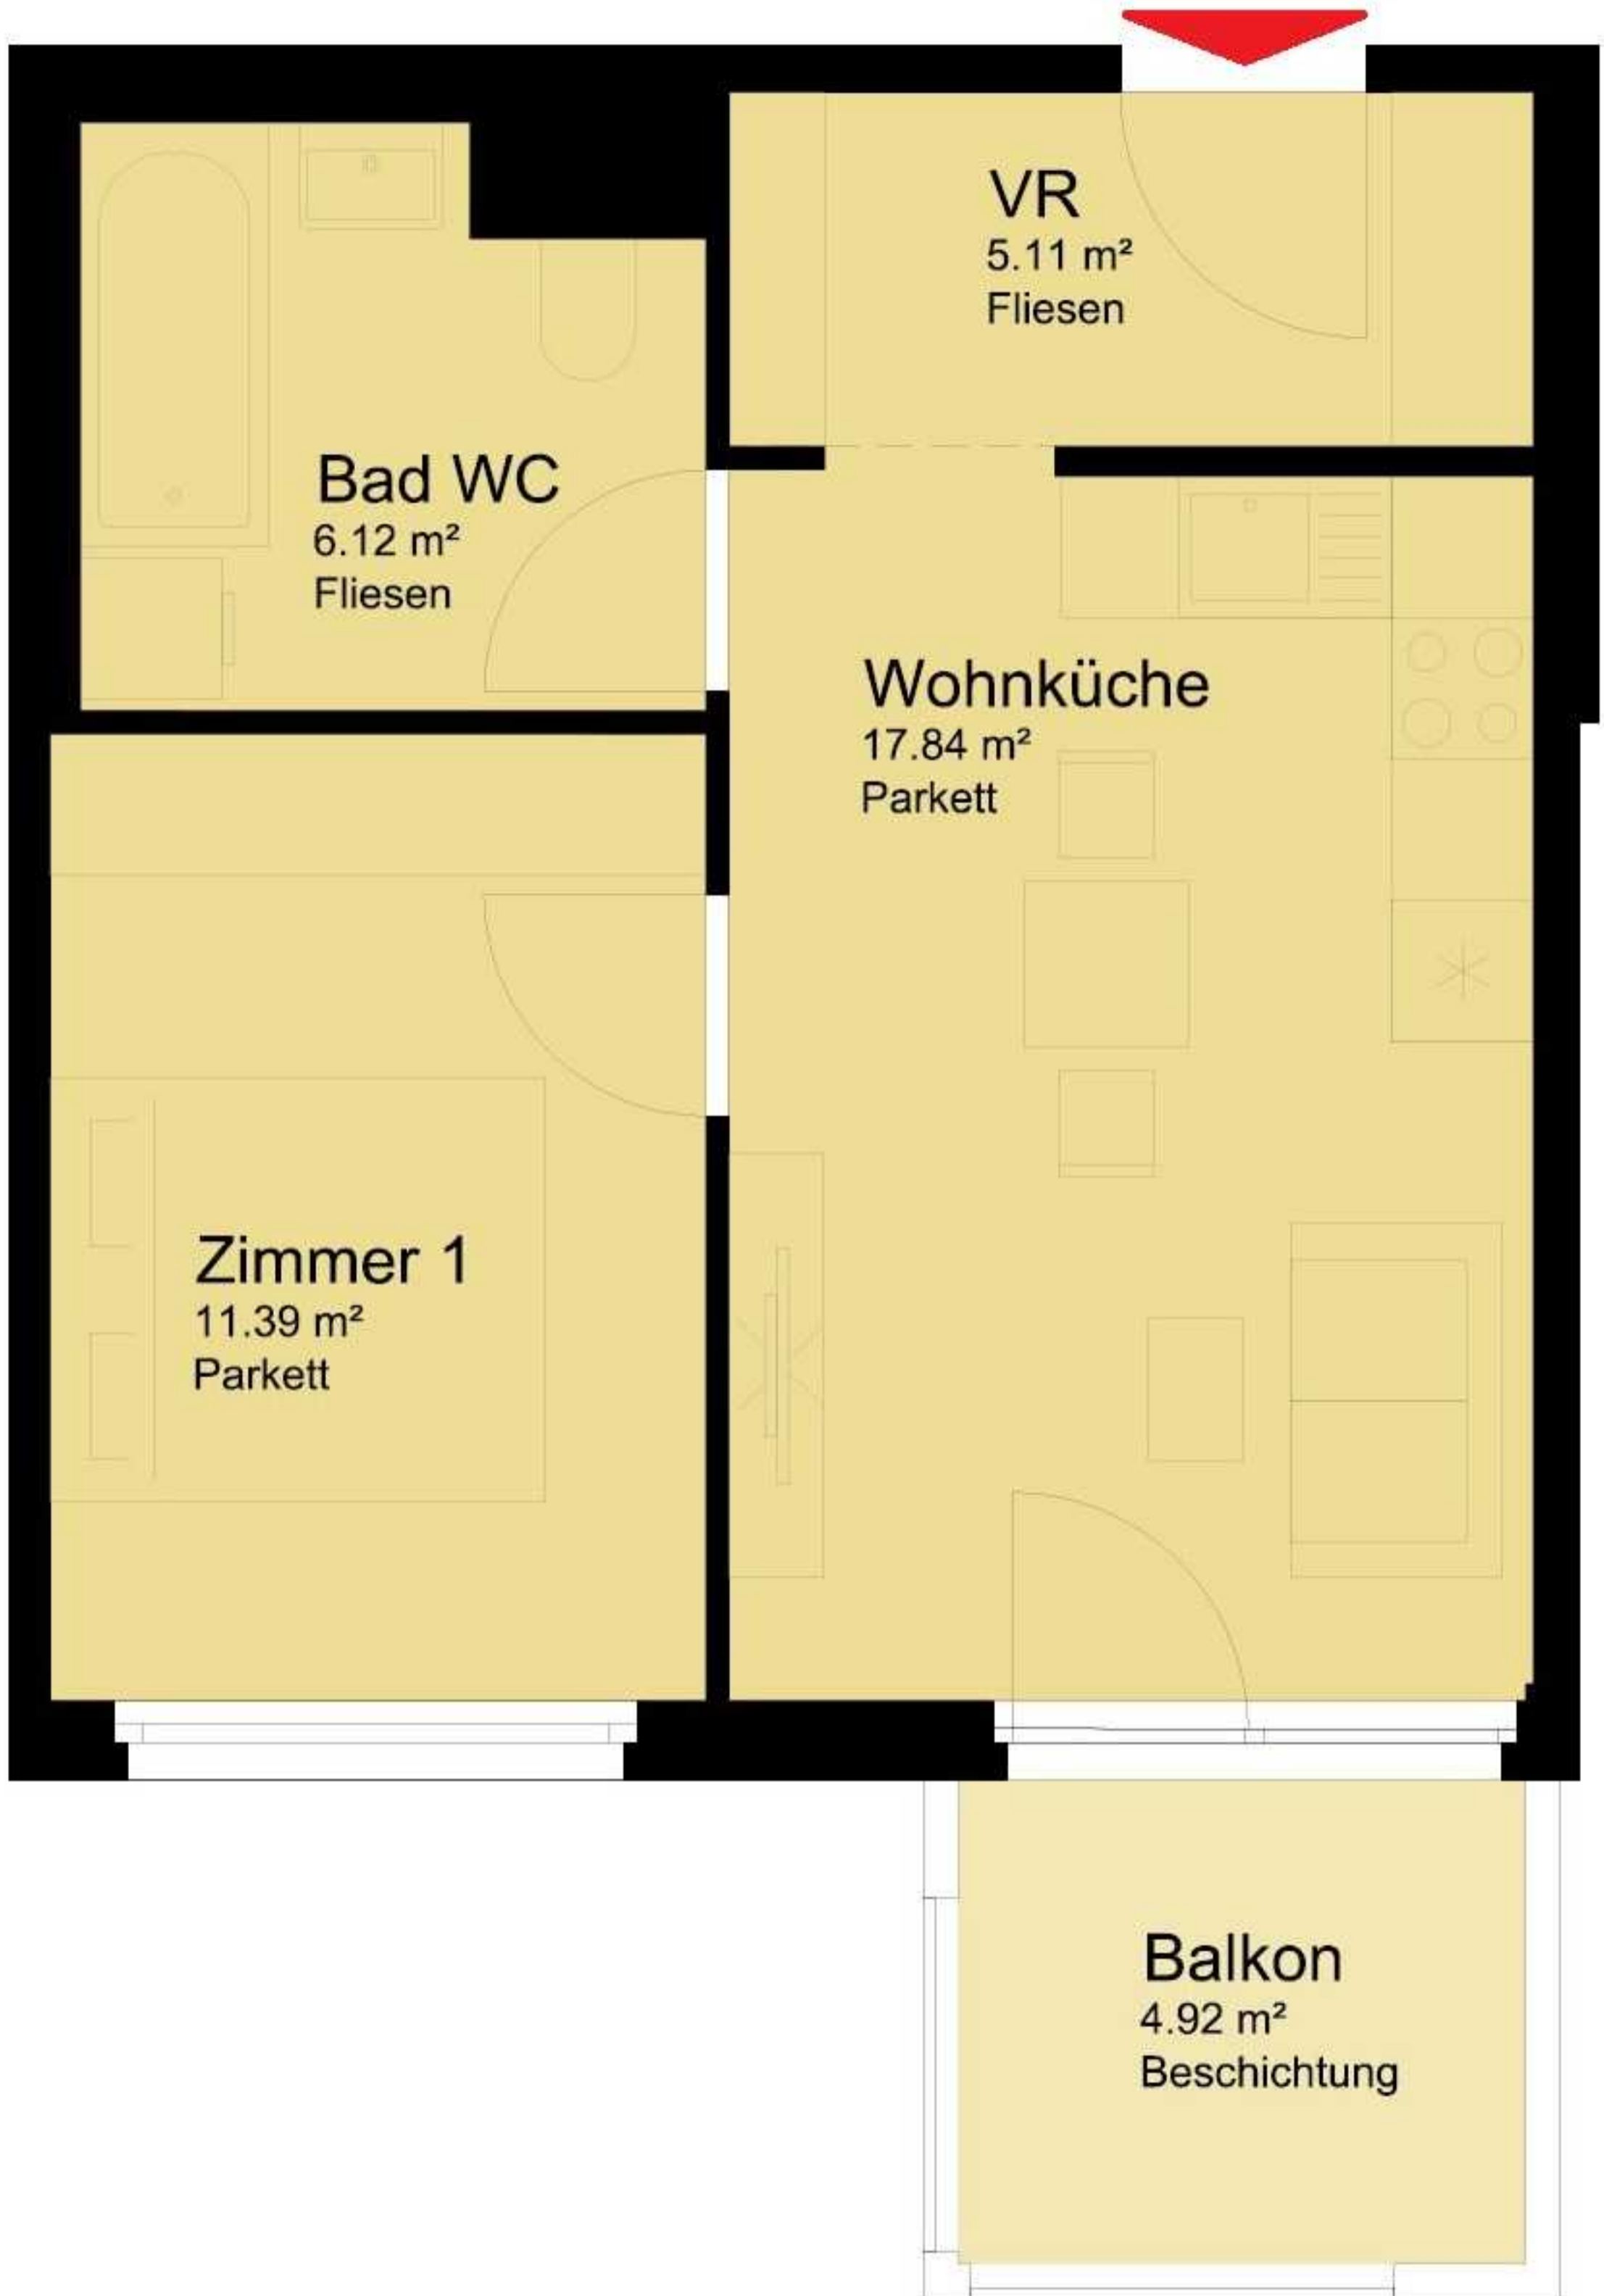 VR
5.11 m²
Fliesen
Bad WC
6.12 m²
Fliesen
Wohnküche
17.84 m²
Parkett
Zimmer 1
11.39 m²
Parkett
Balkon
4.92 m²
Beschichtung